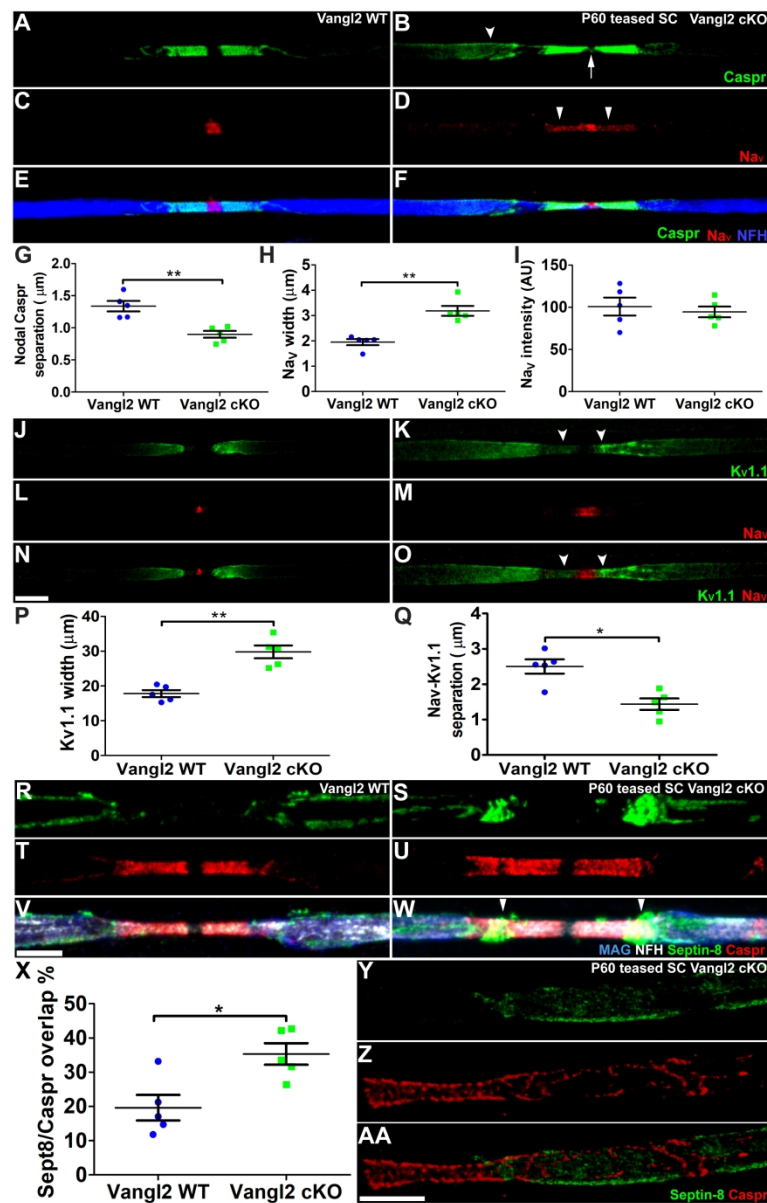 A Vangl2 WT
B P60 teased SC Vangl2 cKO
Caspr
C
D
Nav
E
F
Caspr Nav NFH
G
Nodal Caspr
separation (μm)
2.0
1.5
1.0
0.5
0.0
**
Vangl2 WT Vangl2 cKO
H
Nav width (μm)
5
4
3
2
1
0
**
Vangl2 WT Vangl2 cKO
I
Nav intensity (AU)
150
100
50
0
Vangl2 WT Vangl2 cKO
J
K
Kv1.1
L
M
Nav
N
O
Kv1.1 Nav
P
Kv1.1 width (μm)
40
30
20
10
0
**
Vangl2 WT Vangl2 cKO
Q
Nav-Kv1.1
separation (μm)
4
3
2
1
0
*
Vangl2 WT Vangl2 cKO
R Vangl2 WT
S P60 teased SC Vangl2 cKO
T
U
V
W
MAG NFH Septin-8 Caspr
X
Sept8/Caspr overlap %
50
40
30
20
10
0
*
Vangl2 WT Vangl2 cKO
Y
P60 teased SC Vangl2 cKO
Z
AA
Septin-8 Caspr